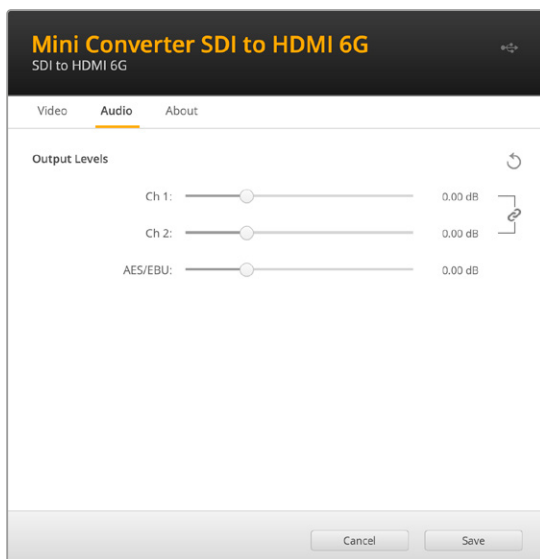 Mini Converter SDI to HDMI 6G
SDI to HDMI 6G
Video Audio About
Output Levels
Ch 1: 0.00 dB
Ch 2: 0.00 dB
AES/EBU: 0.00 dB
Cancel Save